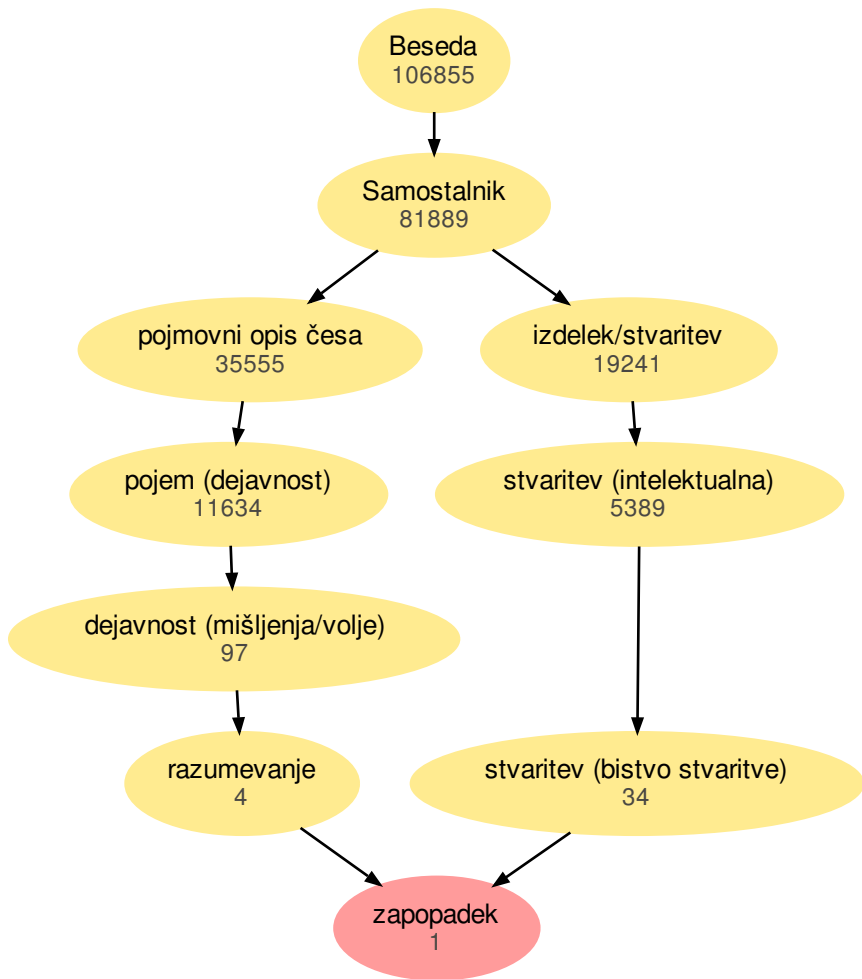 Beseda
106855
Samostalnik
81889
pojmovni opis česa
35555
izdelek/stvaritev
19241
pojem (dejavnost)
11634
stvaritev (intelektualna)
5389
dejavnost (mišljenja/volje)
97
razumevanje
4
stvaritev (bistvo stvaritve)
34
zapopadek
1